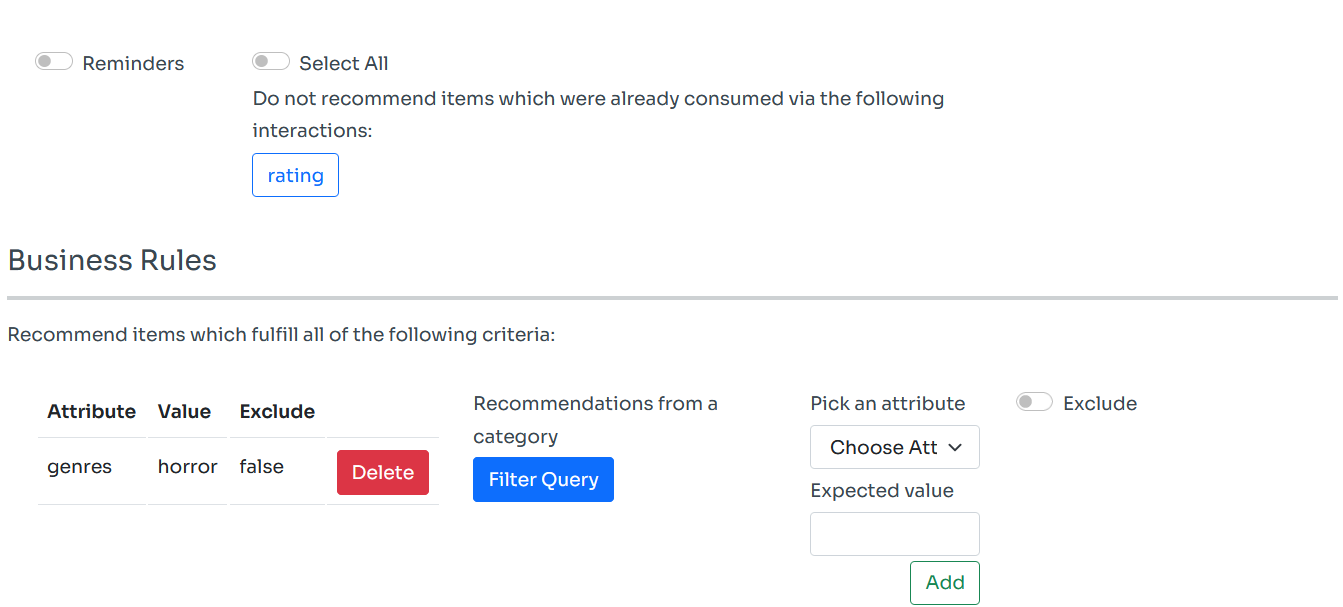 Reminders
Select All
Do not recommend items which were already consumed via the following
interactions:
rating
Business Rules
Recommend items which fulfill all of the following criteria:
Attribute Value Exclude
genres horror false Delete
Recommendations from a
category
Filter Query
Pick an attribute
Choose Att
Expected value
Add
Exclude